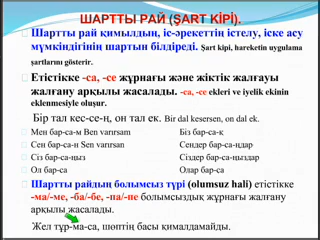 ШАРТТЫ РАЙ (ŞART KİPİ).
Шартты рай қимылдың, іс-әрекеттің істелу, іске асу
мүмкіндігінің шартын білдіреді. Şart kipi, hareketin uygulama
şartlarını gösterir.
Етістікке -са, -се жұрнағы және жіктік жалғауы
жалғану арқылы жасалады. -са, -се ekleri ve iyelik ekinin
eklenmesiyle oluşur.
Бір тал кес-се-ң, он тал ек. Bir dal kesersen, on dal ek.
Мен бар-са-м Ben varırsam
Біз бар-са-қ
Сен бар-са-н Sen varırsan
Сендер бар-са-ңдар
Сіз бар-са-ңыз
Сіздер бар-са-ңыздар
Ол бар-са
Олар бар-са
Шартты райдың болымсыз түрі (olumsuz hali) етістікке
-ма/-ме, -ба/-бе, -па/-пе болымсыздық жұрнағы жалғану
арқылы жасалады.
Жел тұр-ма-са, шөптің басы қималдамайды.